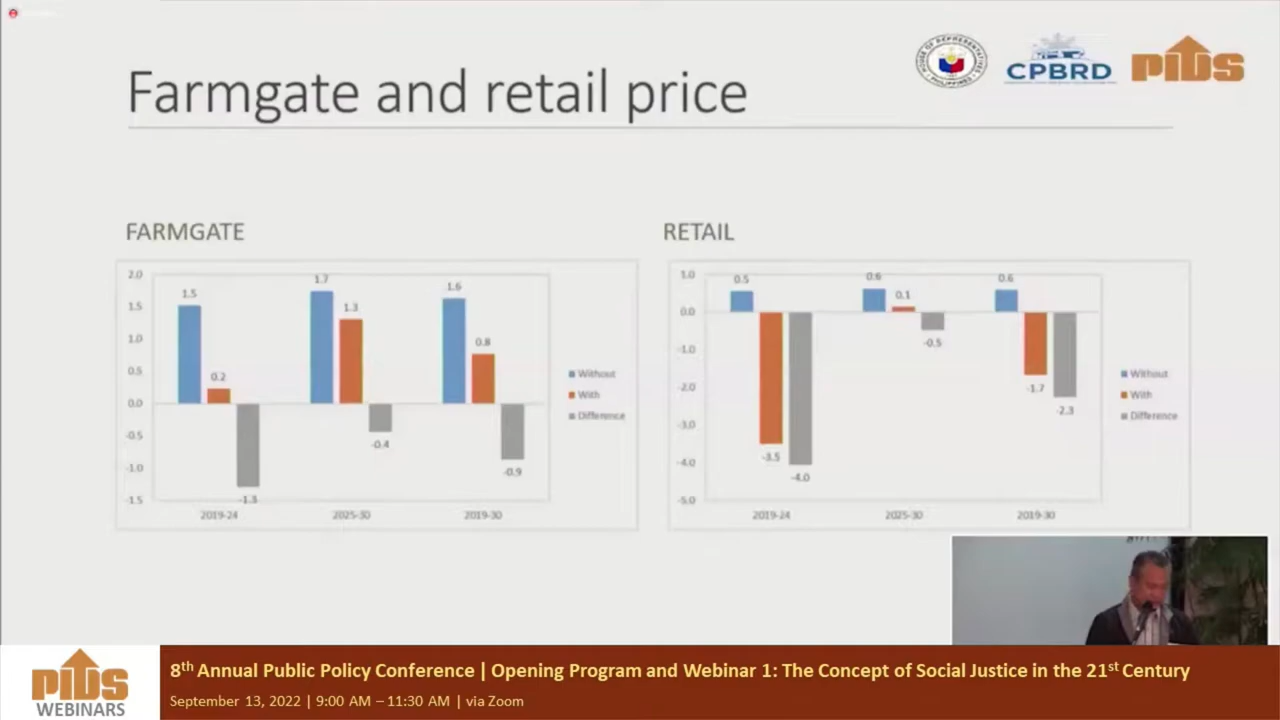 Farmgate and retail price
HOUSE OF REPRESENTATIVES
PHILIPPINES
CPBRD
PIDS
FARMGATE
2.0
1.5
1.0
0.5
0.0
-0.5
-1.0
-1.5
1.5
0.2
-1.3
1.7
1.3
-0.4
1.6
0.8
-0.9
2019-24
2025-30
2019-30
Without
With
Difference
RETAIL
1.0
0.0
-1.0
-2.0
-3.0
-4.0
-5.0
0.5
-3.5
-4.0
0.6
0.1
-0.5
0.6
-1.7
-2.3
2019-24
2025-30
2019-30
Without
With
Difference
PIDS
WEBINARS
8th Annual Public Policy Conference | Opening Program and Webinar 1: The Concept of Social Justice in the 21st Century
September 13, 2022 | 9:00 AM – 11:30 AM | via Zoom